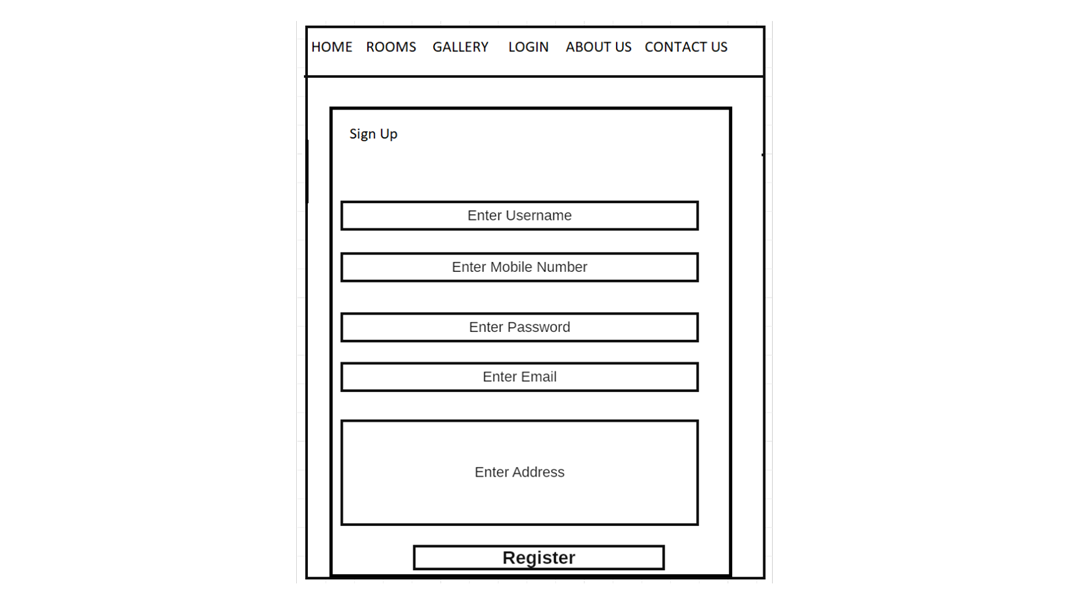 HOME ROOMS GALLERY LOGIN ABOUT US CONTACT US
Sign Up
Enter Username
Enter Mobile Number
Enter Password
Enter Email
Enter Address
Register